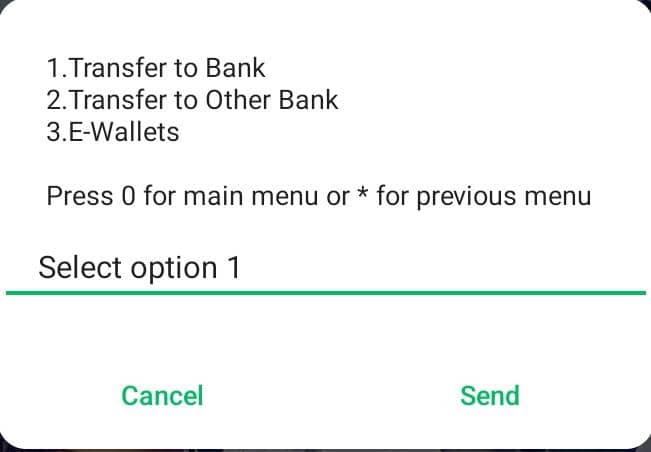 1.Transfer to Bank
2.Transfer to Other Bank
3.E-Wallets
Press 0 for main menu or * for previous menu
Select option 1
Cancel
Send